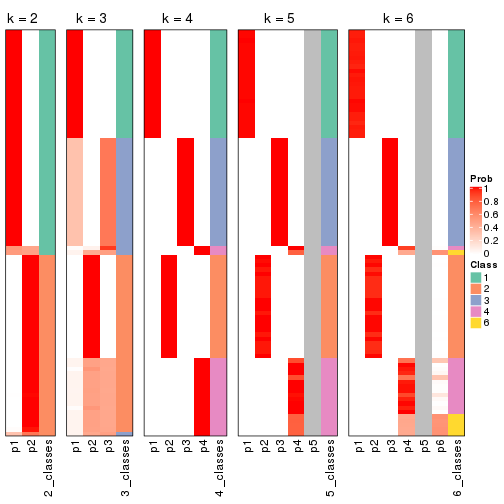 k = 2
k = 3
k = 4
k = 5
k = 6
Prob
1
0.8
0.6
0.4
0.2
0
Class
1
2
3
4
6
p1
p2
2_classes
p1
p2
p3
3_classes
p1
p2
p3
p4
4_classes
p1
p2
p3
p4
p5
5_classes
p1
p2
p3
p4
p5
p6
6_classes